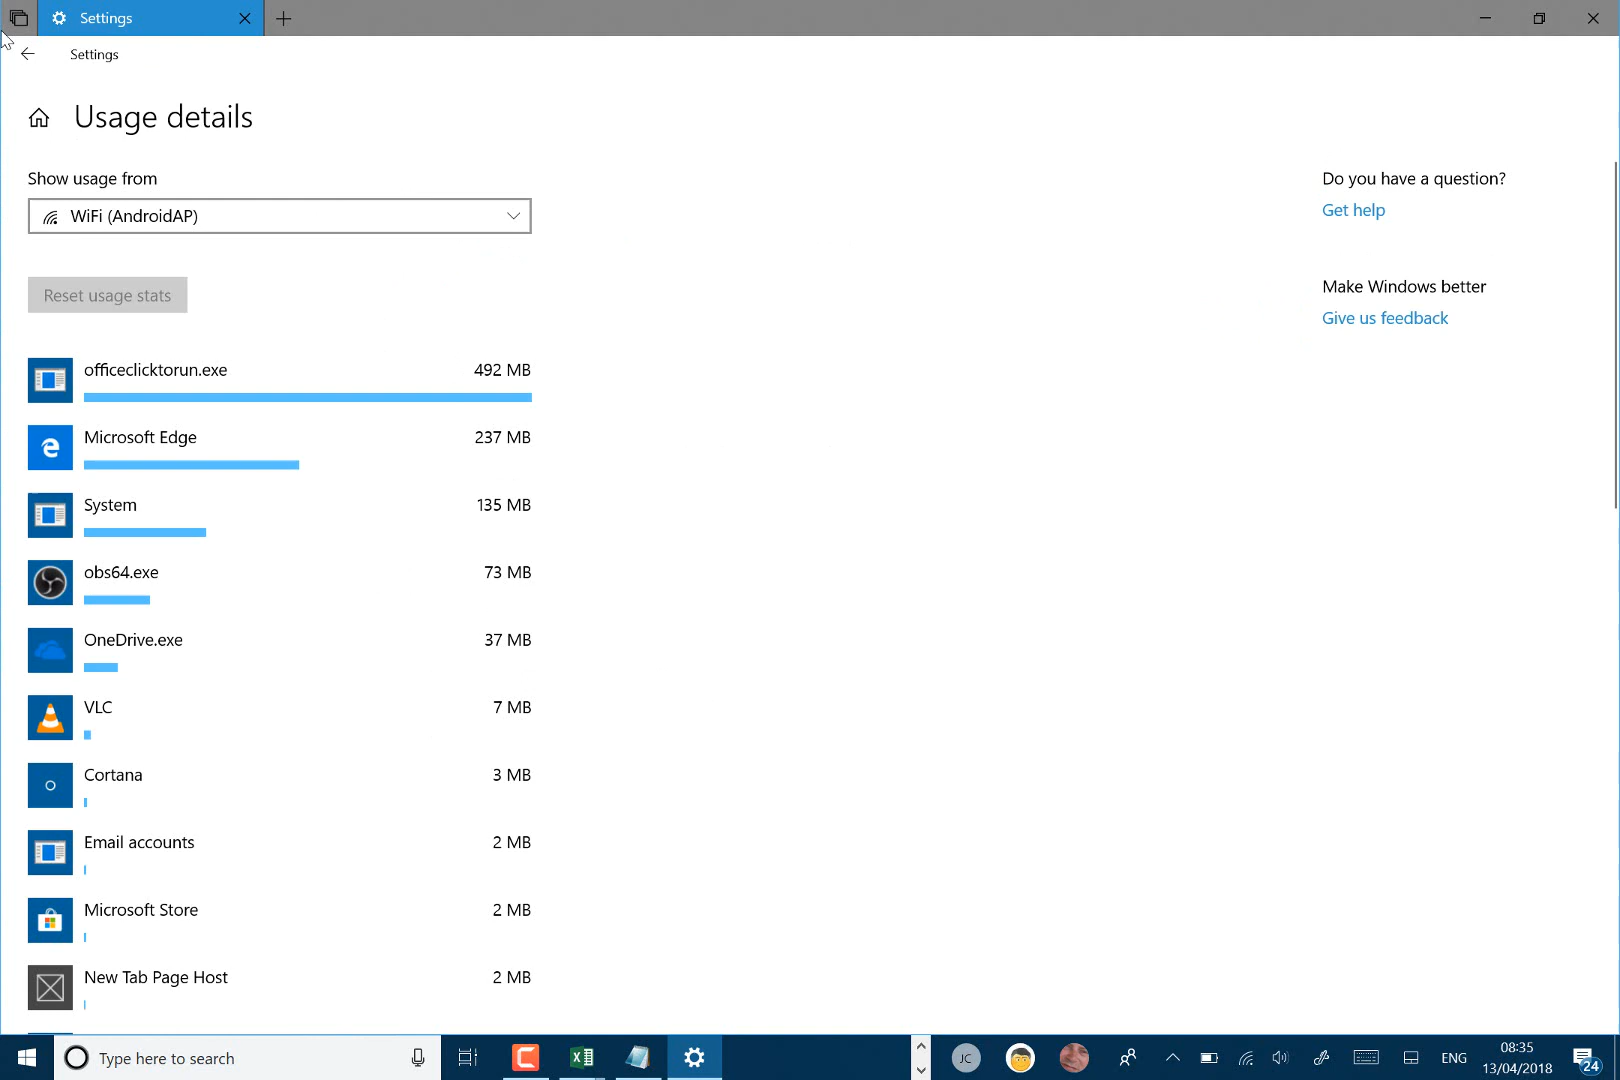 Settings
Settings
Usage details
Show usage from
WiFi (AndroidAP)
Reset usage stats
officeclicktorun.exe 492 MB
Microsoft Edge 237 MB
System 135 MB
obs64.exe 73 MB
OneDrive.exe 37 MB
VLC 7 MB
Cortana 3 MB
Email accounts 2 MB
Microsoft Store 2 MB
New Tab Page Host 2 MB
Do you have a question?
Get help
Make Windows better
Give us feedback
Type here to search
JC
ENG
08:35
13/04/2018
24